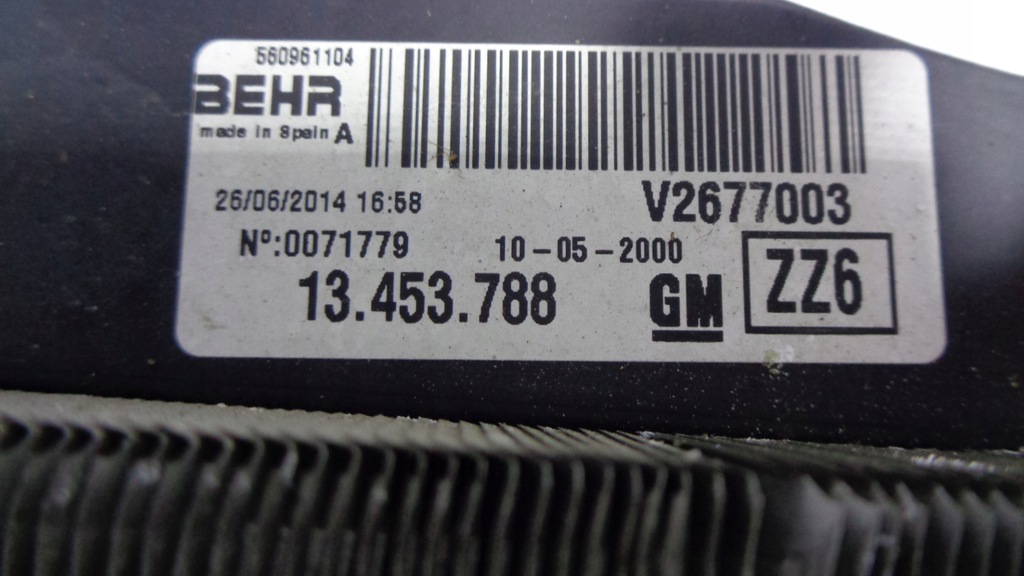 560961104
BEHR
made in Spain A
26/06/2014 16:58
V2677003
Nº:0071779
10-05-2000
13.453.788
GM
ZZ6